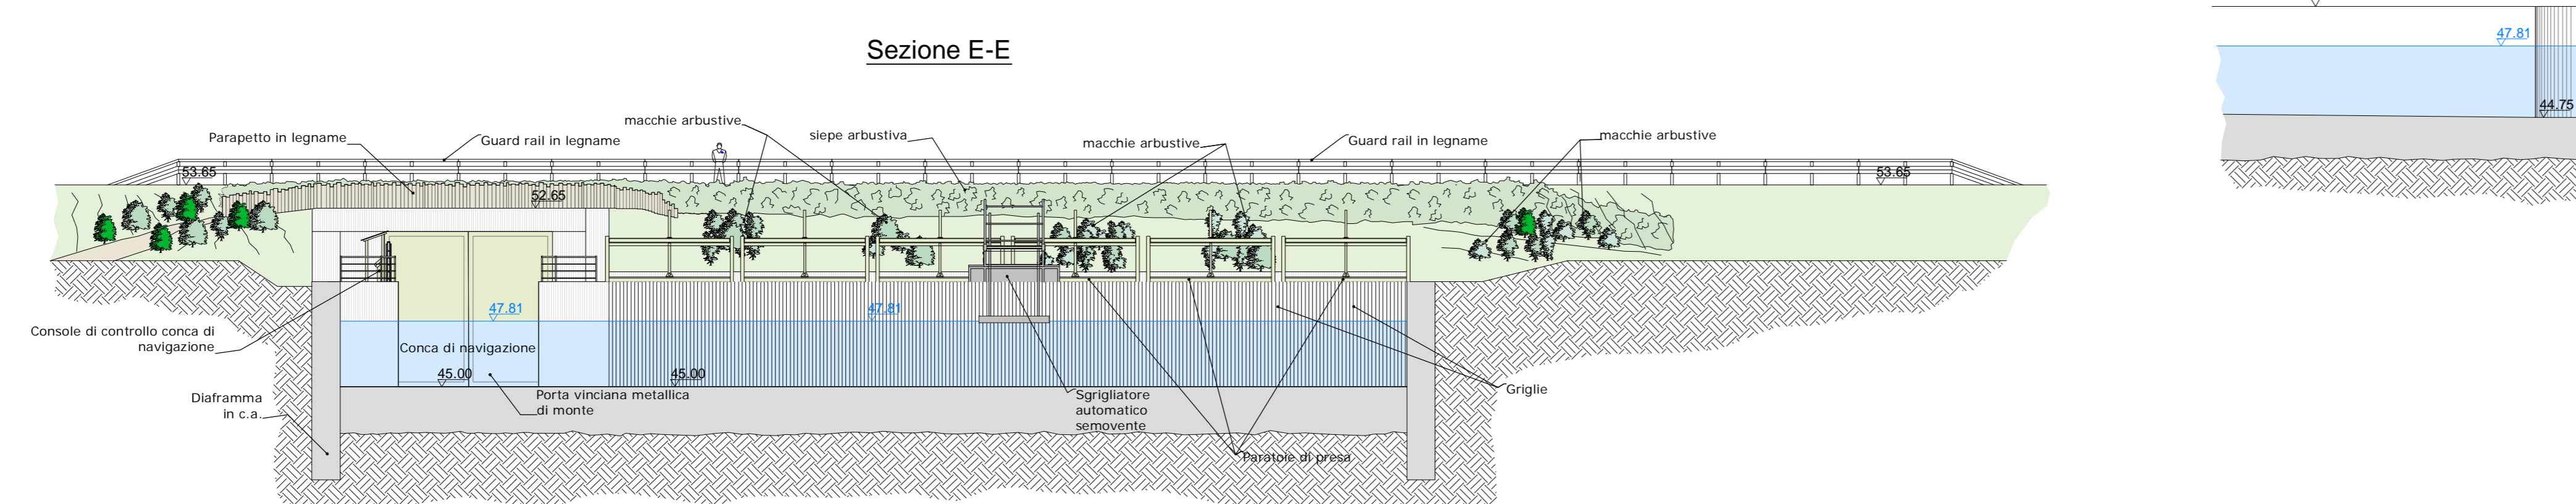 Sezione E-E
47.81
44.75
macchie arbustive
Parapetto in legname
Guard rail in legname
siepe arbustiva
macchie arbustive
Guard rail in legname
macchie arbustive
53.65
53.65
52.65
47.81
47.81
Console di controllo conca di
navigazione
Conca di navigazione
45.00
45.00
Diaframma
in c.a.
Porta vinciana metallica
di monte
Sgrigliatore
automatico
semovente
Griglie
Paratoie di presa